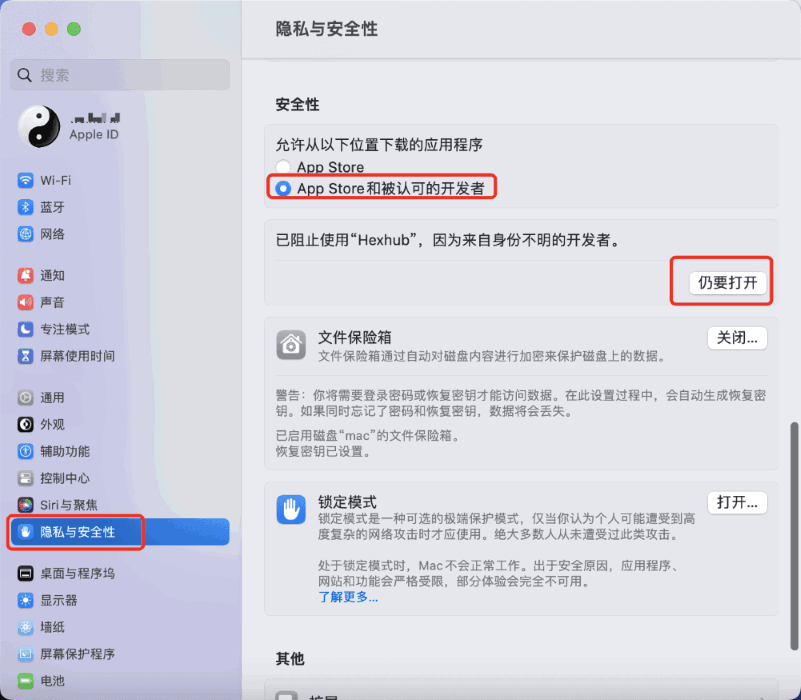 隐私与安全性
搜索
Apple ID
Wi-Fi
蓝牙
网络
通知
声音
专注模式
屏幕使用时间
通用
外观
辅助功能
控制中心
Siri与聚焦
隐私与安全性
桌面与程序坞
显示器
墙纸
屏幕保护程序
电池
安全性
允许从以下位置下载的应用程序
App Store
App Store和被认可的开发者
已阻止使用“Hexhub”，因为来自身份不明的开发者。
仍要打开
文件保险箱
关闭...
文件保险箱通过自动对磁盘内容进行加密来保护磁盘上的数据。
警告：你将需要登录密码或恢复密钥才能访问数据。在此设置过程中，会自动生成恢复密
钥。如果同时忘记了密码和恢复密钥，数据将会丢失。
已启用磁盘“mac”的文件保险箱。
恢复密钥已设置。
锁定模式
打开...
锁定模式是一种可选的极端保护模式，仅当你认为个人可能遭受到高
度复杂的网络攻击时才应使用。绝大多数人从未遭受过此类攻击。
处于锁定模式时，Mac不会正常工作。出于安全原因，应用程序、
网站和功能会严格受限，部分体验会完全不可用。
了解更多...
其他